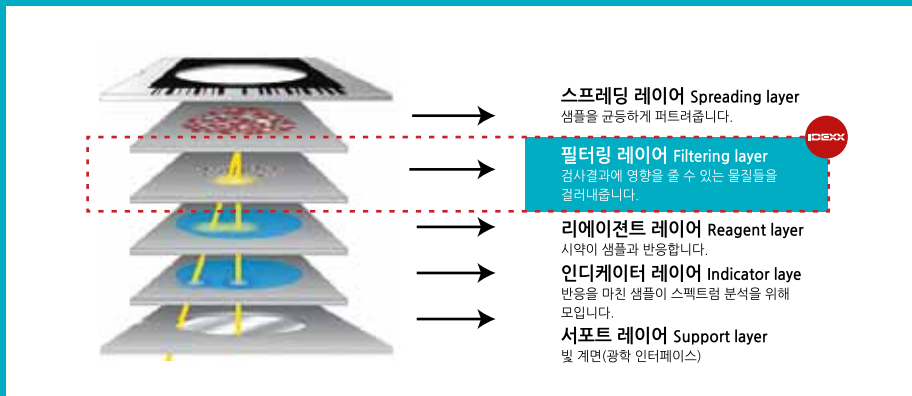 스프레딩 레이어 Spreading layer
샘플을 균등하게 퍼트려줍니다.
IDEXX
필터링 레이어 Filtering layer
검사결과에 영향을 줄 수 있는 물질들을
걸러내줍니다.
리에이젼트 레이어 Reagent layer
시약이 샘플과 반응합니다.
인디케이터 레이어 Indicator laye
반응을 마친 샘플이 스펙트럼 분석을 위해
모입니다.
서포트 레이어 Support layer
빛 계면(광학 인터페이스)